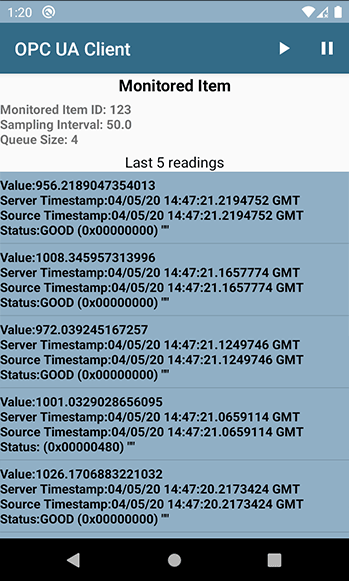 1:20
OPC UA Client
Monitored Item
Monitored Item ID: 123
Sampling Interval: 50.0
Queue Size: 4
Last 5 readings
Value:956.2189047354013
Server Timestamp:04/05/20 14:47:21.2194752 GMT
Source Timestamp:04/05/20 14:47:21.2194752 GMT
Status:GOOD (0x00000000) ""
Value:1008.345957313996
Server Timestamp:04/05/20 14:47:21.1657774 GMT
Source Timestamp:04/05/20 14:47:21.1657774 GMT
Status:GOOD (0x00000000) ""
Value:972.039245167257
Server Timestamp:04/05/20 14:47:21.1249746 GMT
Source Timestamp:04/05/20 14:47:21.1249746 GMT
Status:GOOD (0x00000000) ""
Value:1001.0329028656095
Server Timestamp:04/05/20 14:47:21.0659114 GMT
Source Timestamp:04/05/20 14:47:21.0659114 GMT
Status: (0x00000480) ""
Value:1026.1706883221032
Server Timestamp:04/05/20 14:47:20.2173424 GMT
Source Timestamp:04/05/20 14:47:20.2173424 GMT
Status:GOOD (0x00000000) ""